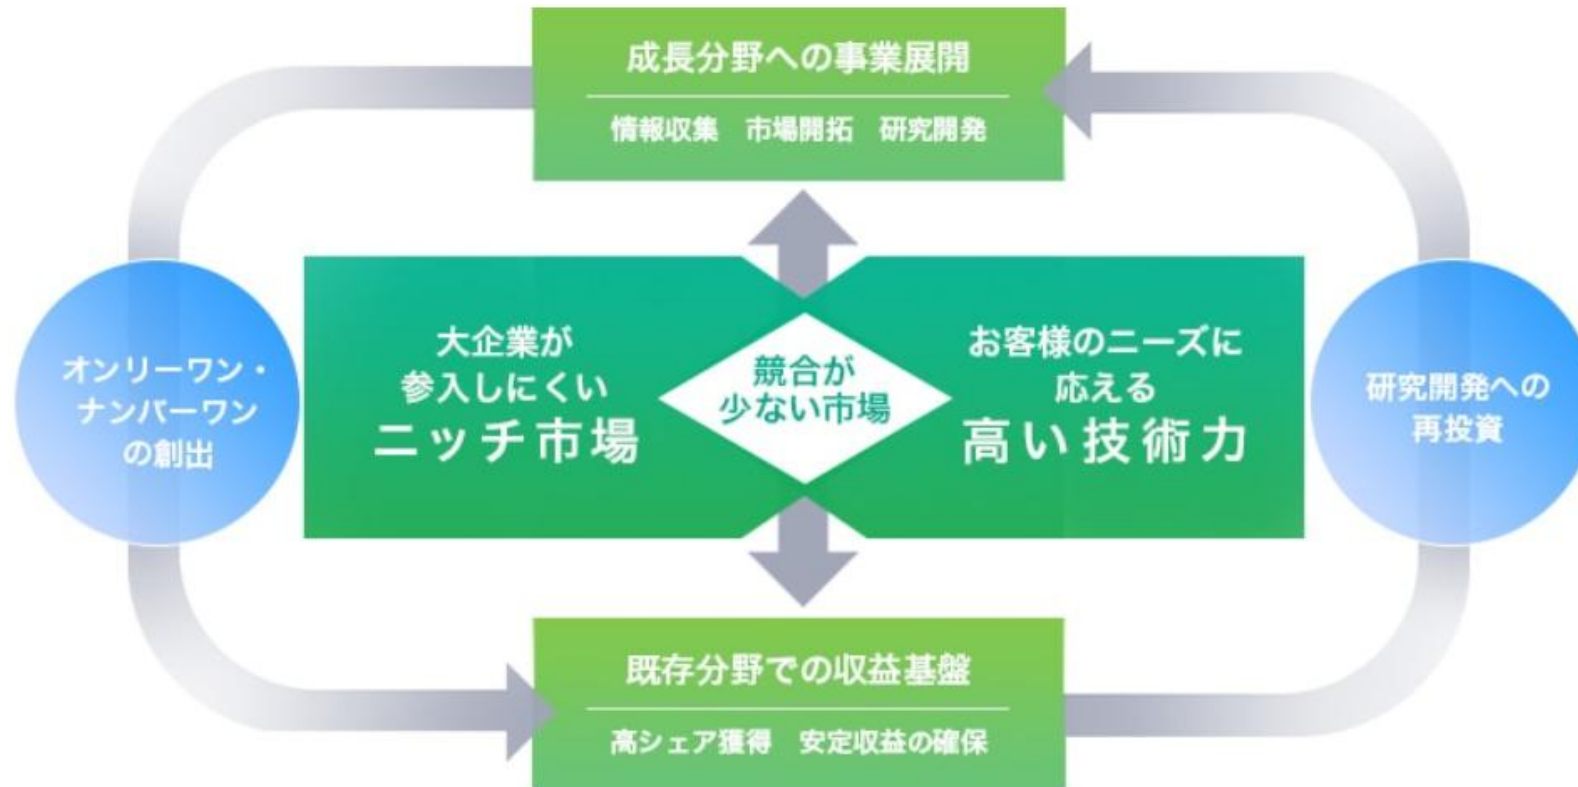 成長分野への事業展開
情報収集　市場開拓　研究開発
オンリーワン・
ナンバーワン
の創出
大企業が
参入しにくい
ニッチ市場
競合が
少ない市場
お客様のニーズに
応える
高い技術力
研究開発への
再投資
既存分野での収益基盤
高シェア獲得　安定収益の確保